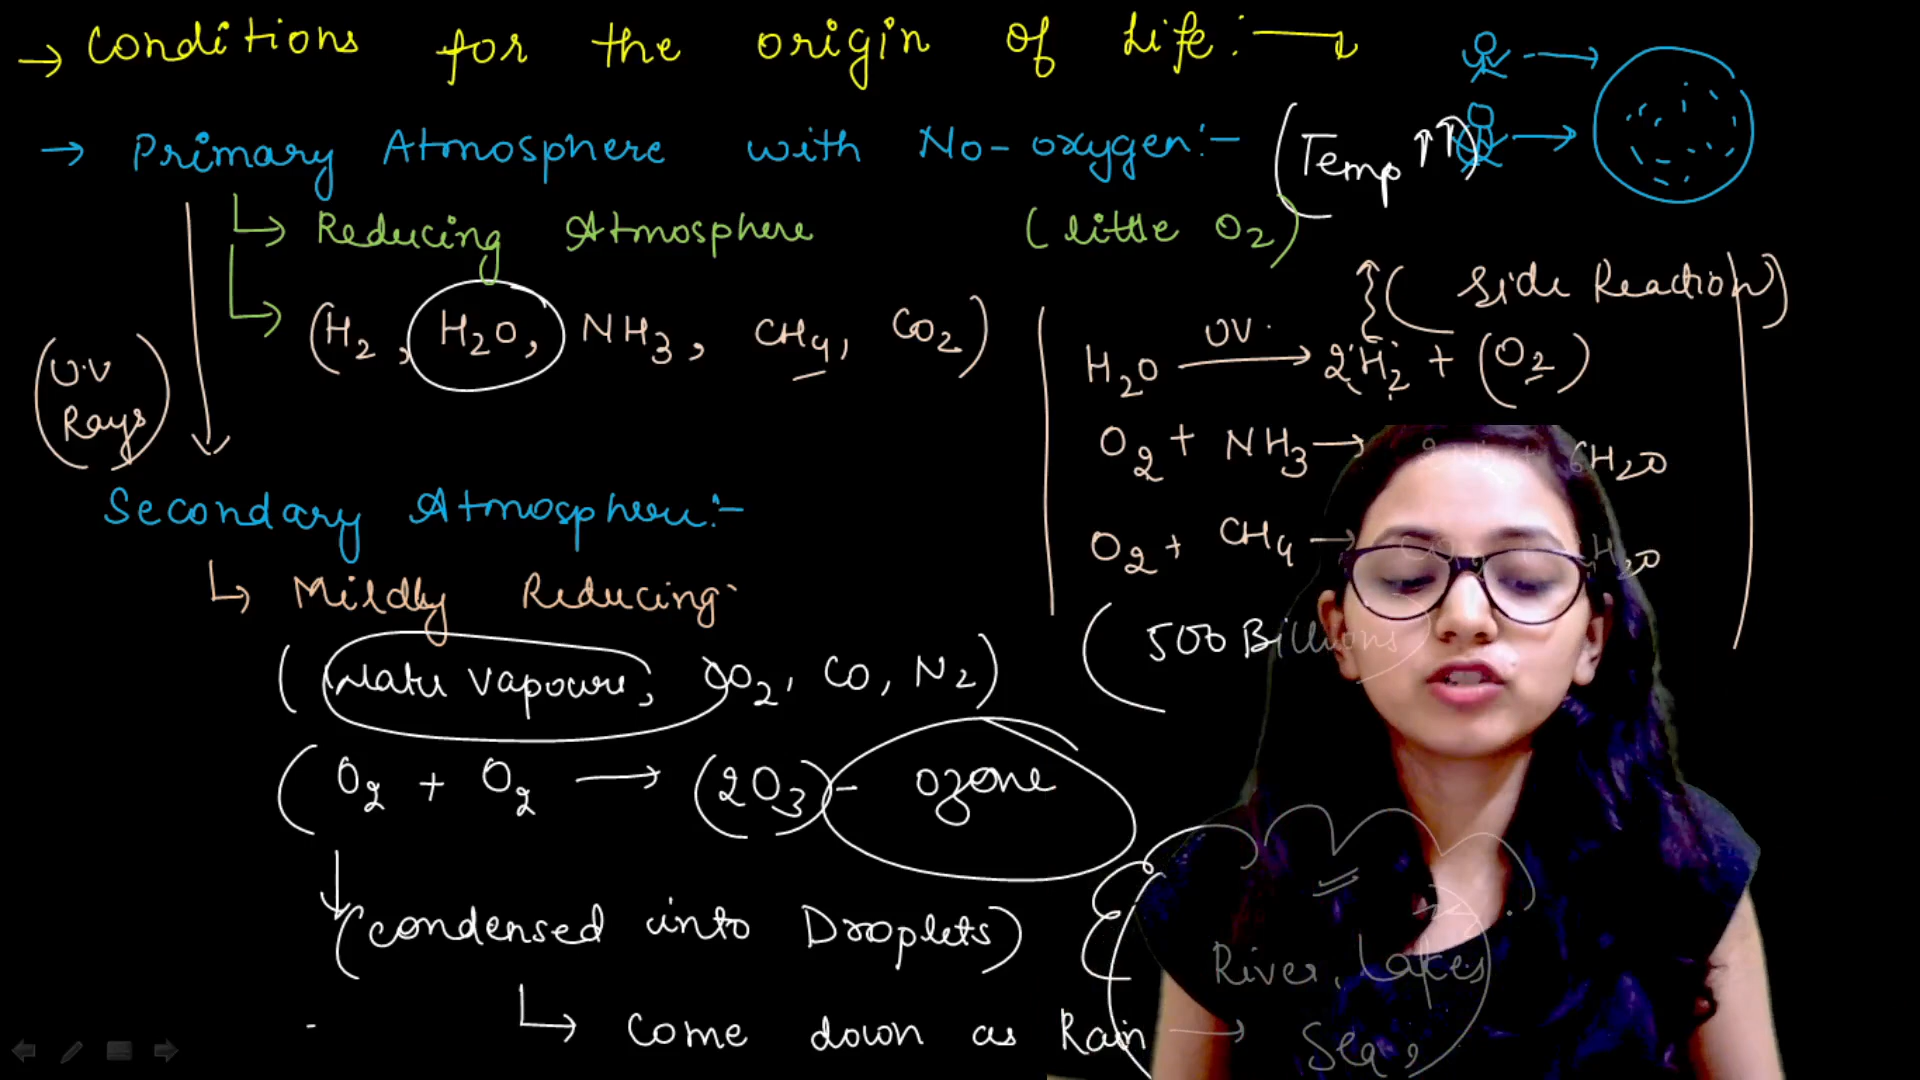 → Conditions for the origin of Life :→
→ Primary Atmosphere with No-oxygen :- (Temp ↑↑)
↳ Reducing Atmosphere (little O2)
↳ (H2, H2O, NH3, CH4, CO2)
(U.V Rays)
(Side Reaction)
H2O —UV→ 2H2 + (O2)
O2 + NH3 → 6H2O
O2 + CH4 → H2O
(500 Billions)
Secondary Atmosphere :-
↳ Mildly Reducing
(Water vapour, CO2, CO, N2)
(O2 + O2 → (2O3) - Ozone
(condensed into Droplets)
↳ come down as Rain → River, Lakes
Sea,